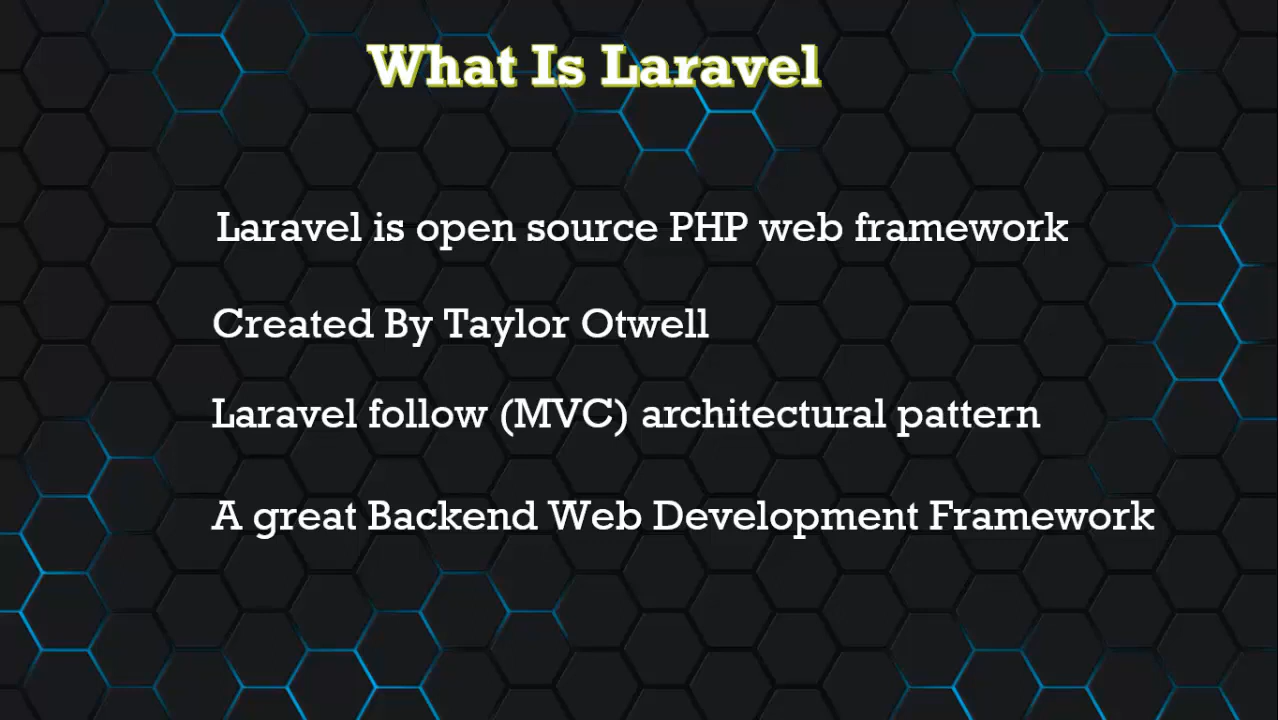 What Is Laravel
Laravel is open source PHP web framework
Created By Taylor Otwell
Laravel follow (MVC) architectural pattern
A great Backend Web Development Framework